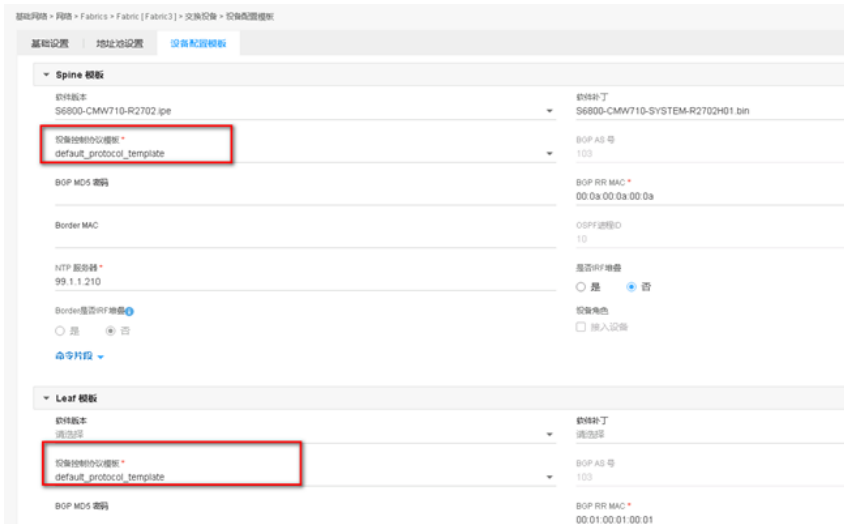 基础网络 > 网络 > Fabrics > Fabric [Fabric3] > 交换设备 > 设备配置模板
基础设置 地址池设置 设备配置模板
Spine 模板
软件版本 软件补丁
S6800-CMW710-R2702.ipe S6800-CMW710-SYSTEM-R2702H01.bin
设备控制协议模板 * BGP AS 号
default_protocol_template 103
BGP MD5 密码 BGP RR MAC *
00:0a:00:0a:00:0a
Border MAC OSPF进程ID
10
NTP 服务器 * 是否IRF堆叠
99.1.1.210 是 否
Border是否IRF堆叠 设备角色
是 否 接入设备
命令片段
Leaf 模板
软件版本 软件补丁
请选择 请选择
设备控制协议模板 * BGP AS 号
default_protocol_template 103
BGP MD5 密码 BGP RR MAC *
00:01:00:01:00:01